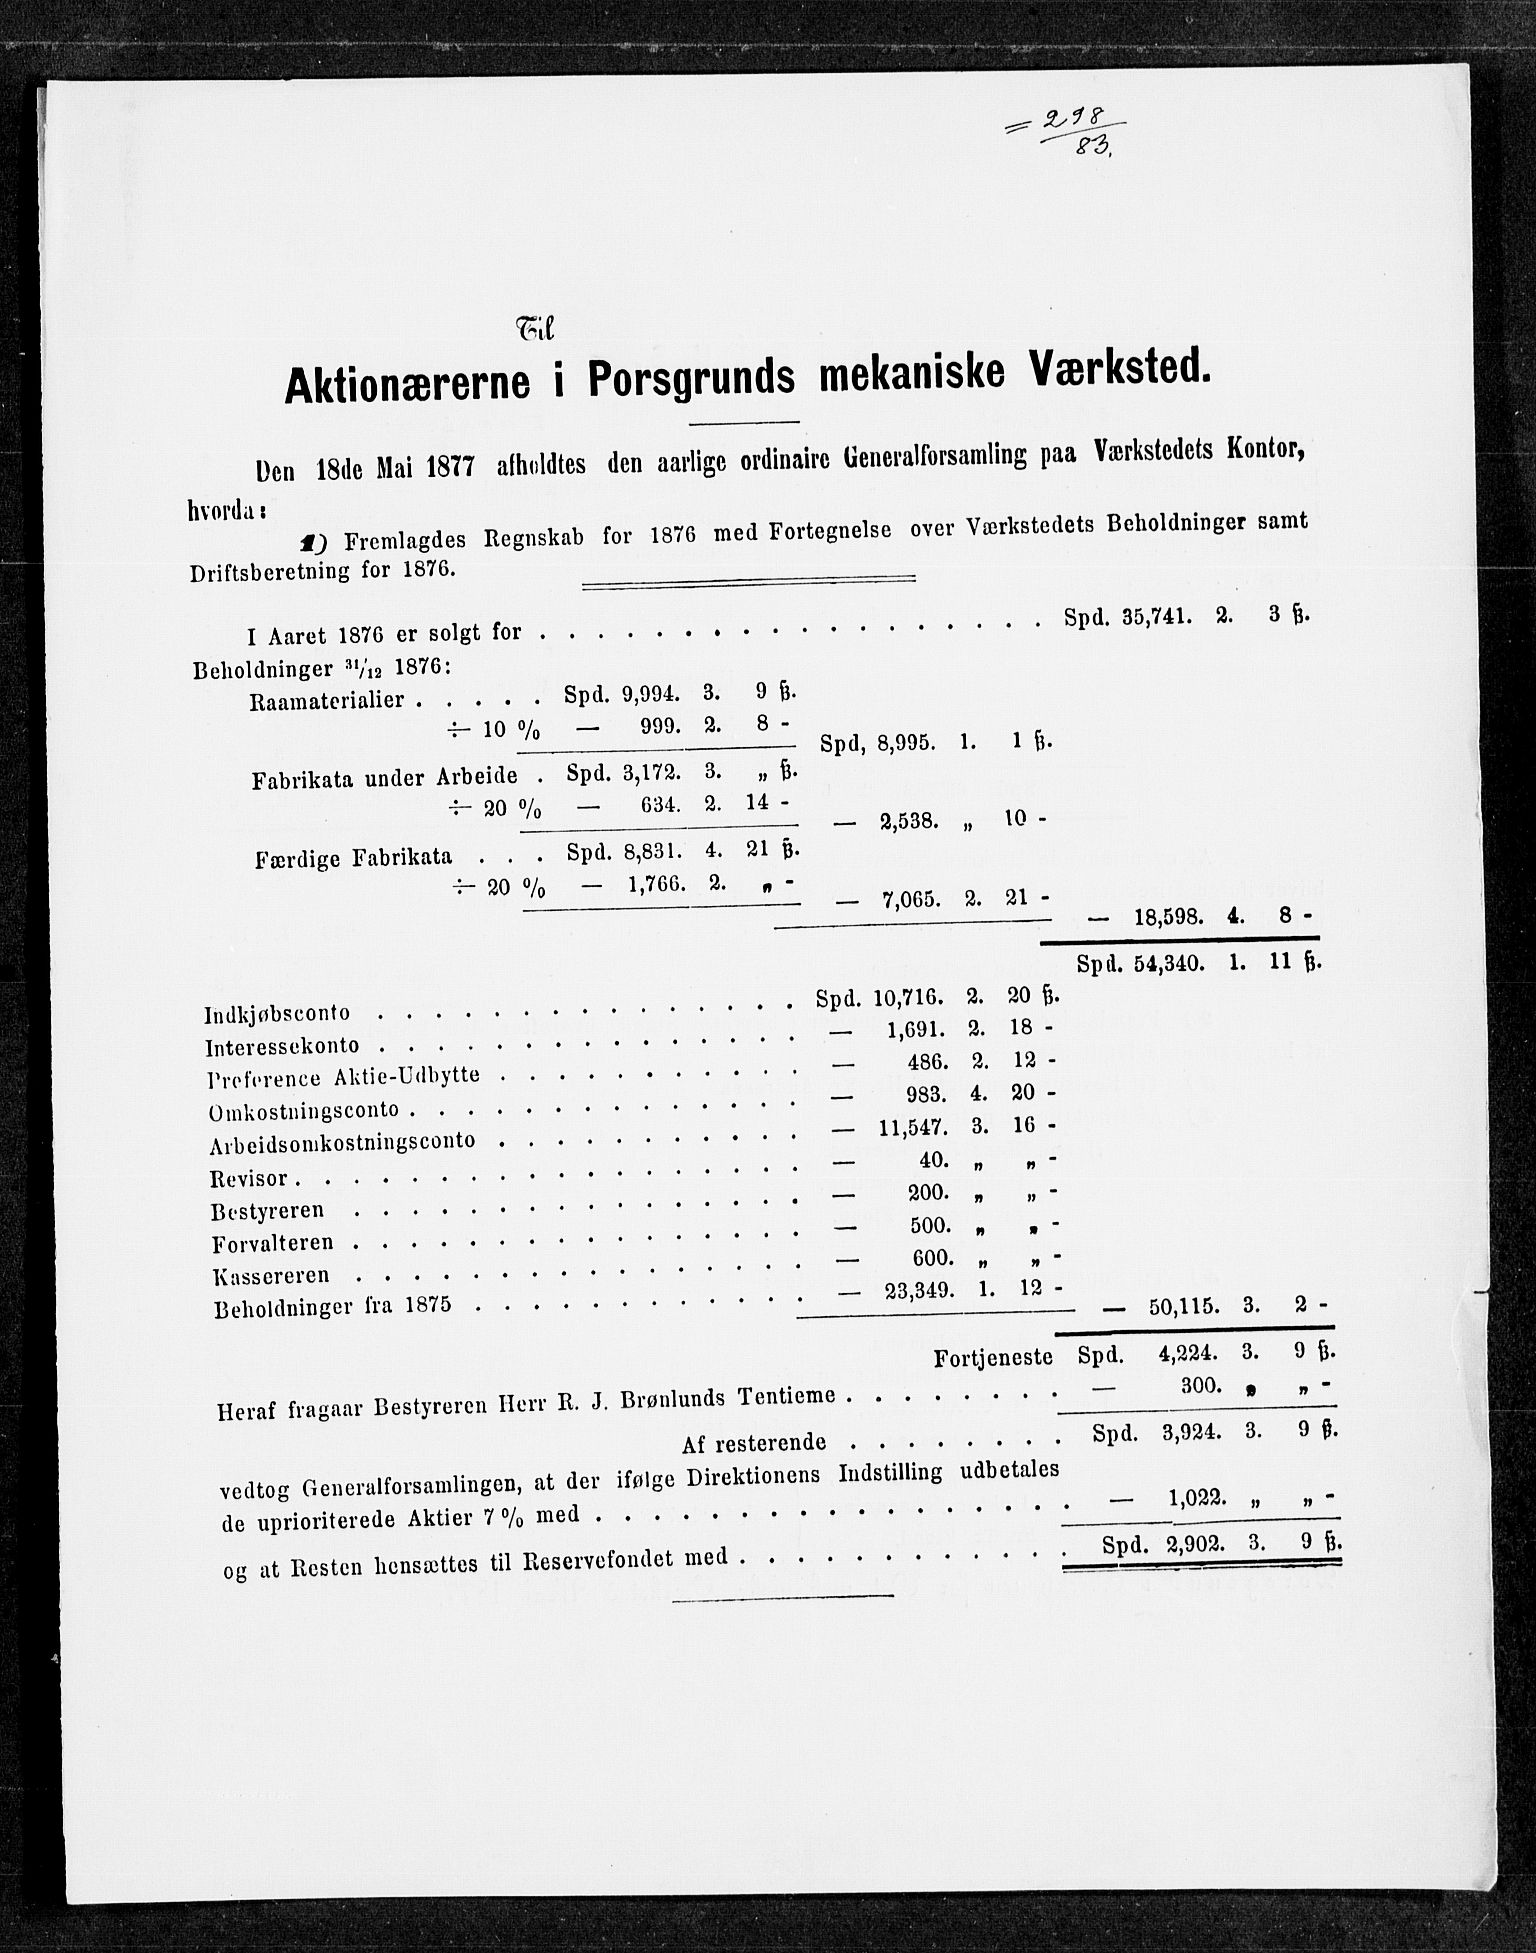 = 298
83.
Til
Aktionærerne i Porsgrunds mekaniske Værksted.
Den 18de Mai 1877 afholdtes den aarlige ordinaire Generalforsamling paa Værkstedets Kontor,
hvorda:
1) Fremlagdes Regnskab for 1876 med Fortegnelse over Værkstedets Beholdninger samt
Driftsberetning for 1876.
I Aaret 1876 er solgt for . . . . . . . . . . . . . . . . . . Spd. 35,741. 2. 3 ß.
Beholdninger 31/12 1876:
Raamaterialier . . . . . Spd. 9,994. 3. 9 ß.
÷ 10 % — 999. 2. 8 -
Spd, 8,995. 1. 1 ß.
Fabrikata under Arbeide . Spd. 3,172. 3. „ ß.
÷ 20 % — 634. 2. 14 -
— 2,538. „ 10 -
Færdige Fabrikata . . . Spd. 8,831. 4. 21 ß.
÷ 20 % — 1,766. 2. „ -
— 7,065. 2. 21 -
— 18,598. 4. 8 -
Spd. 54,340. 1. 11 ß.
Indkjøbsconto . . . . . . . . . . . . . . . Spd. 10,716. 2. 20 ß.
Interessekonto . . . . . . . . . . . . . . . — 1,691. 2. 18 -
Preference Aktie-Udbytte . . . . . . . . . . . — 486. 2. 12 -
Omkostningsconto . . . . . . . . . . . . . . — 983. 4. 20 -
Arbeidsomkostningsconto . . . . . . . . . . . — 11,547. 3. 16 -
Revisor . . . . . . . . . . . . . . . . . . — 40. „ „ -
Bestyreren . . . . . . . . . . . . . . . . — 200. „ „ -
Forvalteren . . . . . . . . . . . . . . . . — 500. „ „ -
Kassereren . . . . . . . . . . . . . . . . — 600. „ „ -
Beholdninger fra 1875 . . . . . . . . . . . . — 23,349. 1. 12 -
— 50,115. 3. 2 -
Fortjeneste Spd. 4,224. 3. 9 ß.
Heraf fragaar Bestyreren Herr R. J. Brønlunds Tentieme . . . . . . . . — 300. „ „ -
Af resterende . . . . . . . . Spd. 3,924. 3. 9 ß.
vedtog Generalforsamlingen, at der ifølge Direktionens Indstilling udbetales
de uprioriterede Aktier 7 % med . . . . . . . . . . . . . . . . . — 1,022. „ „ -
og at Resten hensættes til Reservefondet med . . . . . . . . . . . . Spd. 2,902. 3. 9 ß.